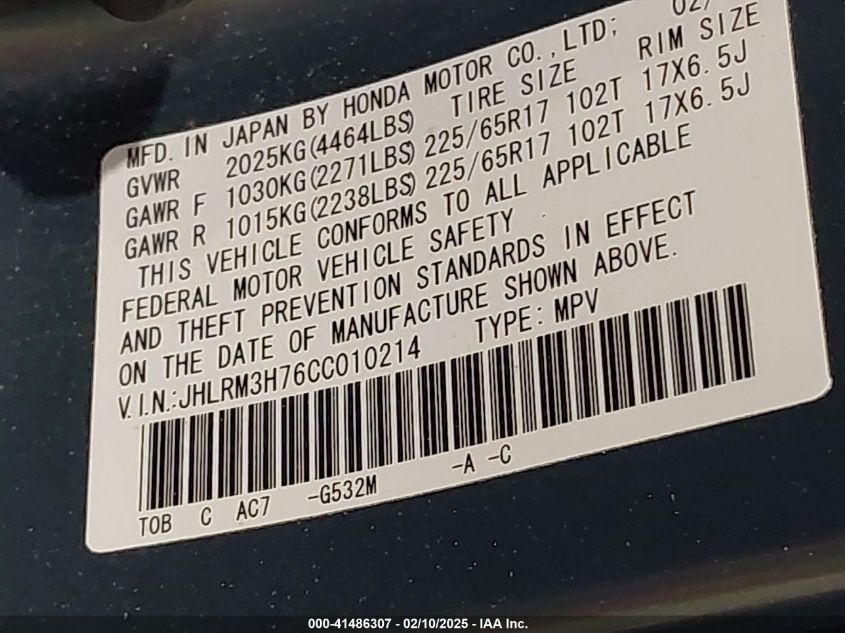 MFD. IN JAPAN BY HONDA MOTOR CO.,LTD; 02/
GVWR 2025KG(4464LBS) TIRE SIZE RIM SIZE
GAWR F 1030KG(2271LBS) 225/65R17 102T 17X6.5J
GAWR R 1015KG(2238LBS) 225/65R17 102T 17X6.5J
THIS VEHICLE CONFORMS TO ALL APPLICABLE
FEDERAL MOTOR VEHICLE SAFETY
AND THEFT PREVENTION STANDARDS IN EFFECT
ON THE DATE OF MANUFACTURE SHOWN ABOVE.
V.I.N.:JHLRM3H76CC010214 TYPE: MPV
TOB C AC7 -G532M -A -C
000-41486307 - 02/10/2025 - IAA Inc.